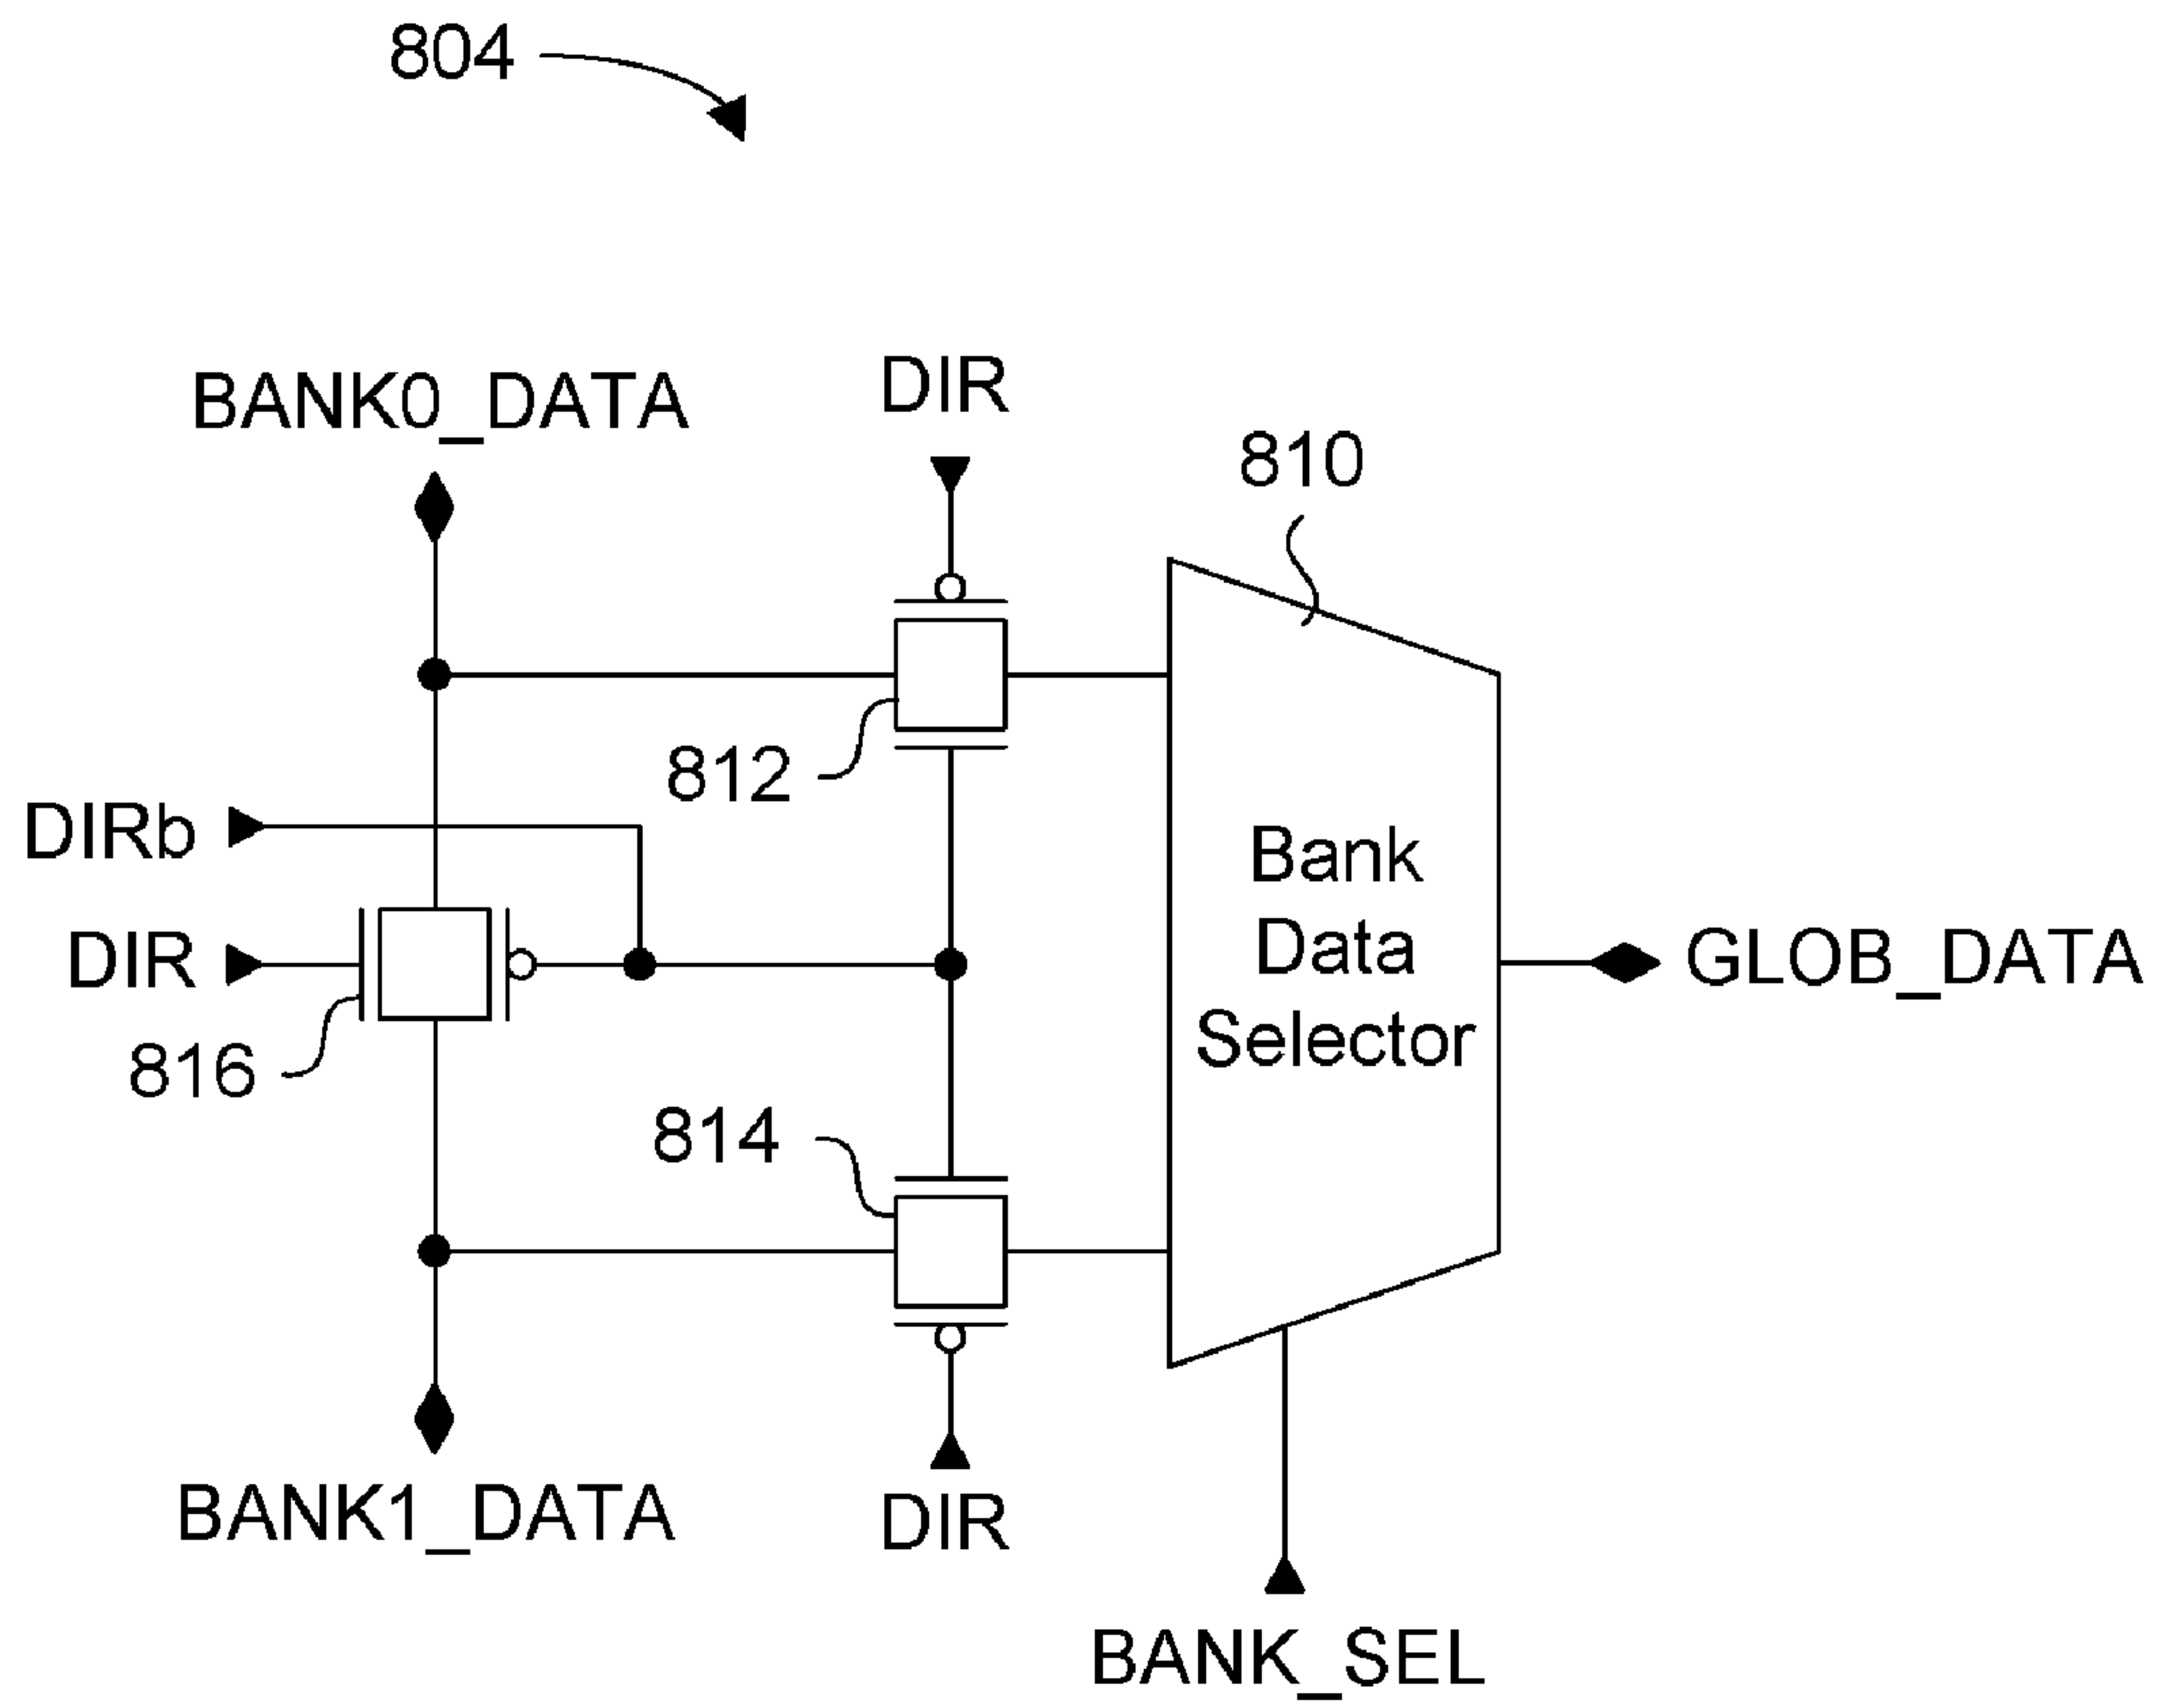 804
BANK0_DATA
DIR
810
812
DIRb
DIR
816
814
Bank
Data
Selector
GLOB_DATA
BANK1_DATA
DIR
BANK_SEL